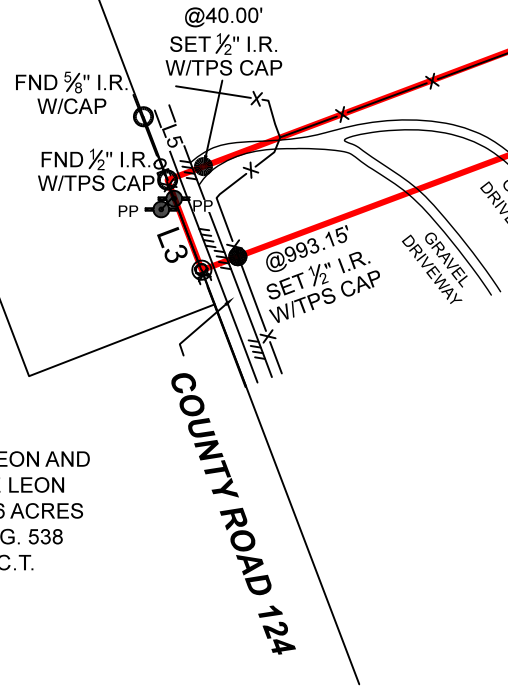 @40.00'
SET ½" I.R.
W/TPS CAP
FND ⅝" I.R.
W/CAP
L5
FND ½" I.R.
W/TPS CAP
PP
PP
L3
@993.15'
SET ½" I.R.
W/TPS CAP
GRAVEL
DRIVEWAY
COUNTY ROAD 124
EON AND
LEON
ACRES
G. 538
C.T.